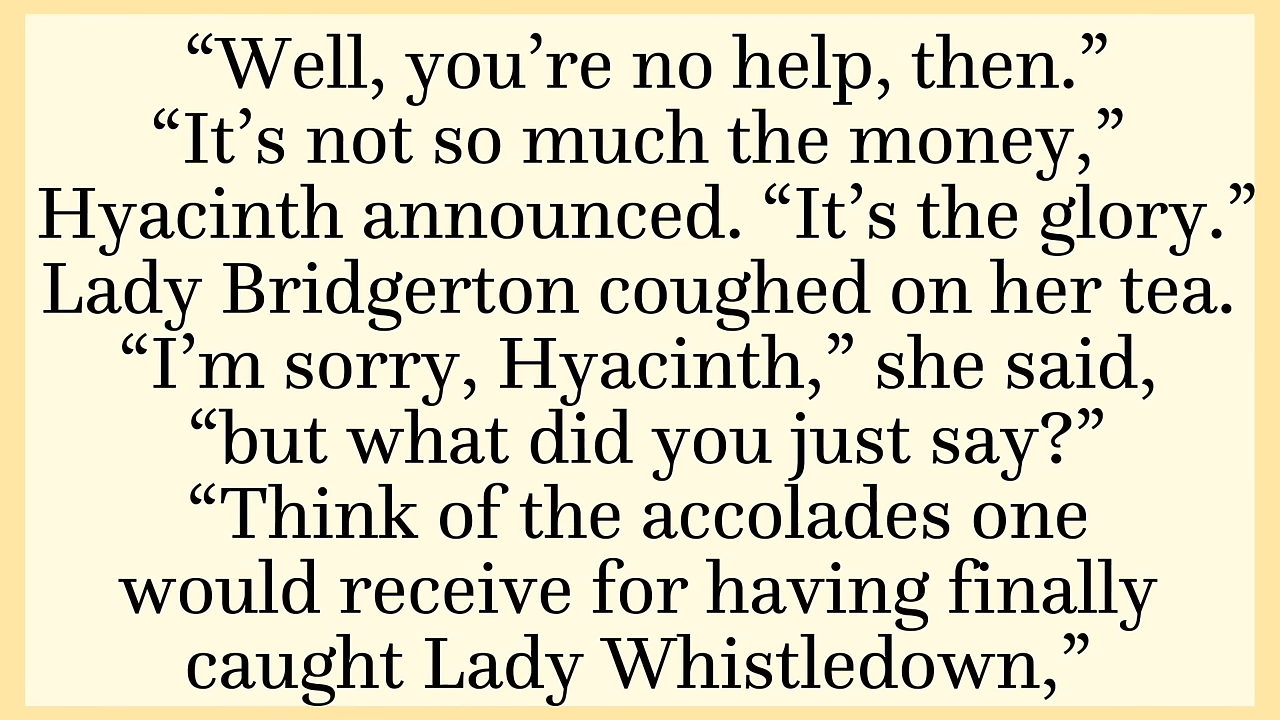 “Well, you’re no help, then.”
“It’s not so much the money,”
Hyacinth announced. “It’s the glory.”
Lady Bridgerton coughed on her tea.
“I’m sorry, Hyacinth,” she said,
“but what did you just say?”
“Think of the accolades one
would receive for having finally
caught Lady Whistledown,”